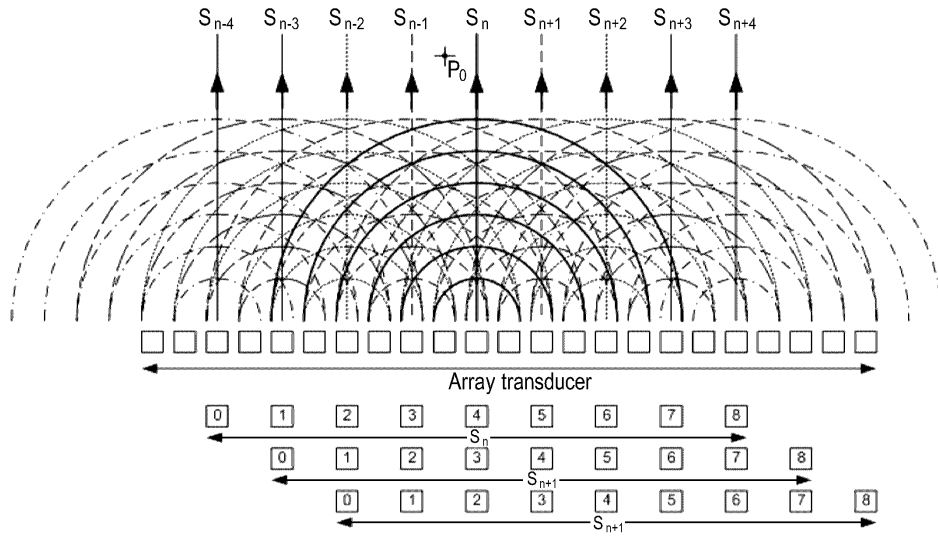 Sn-4 Sn-3 Sn-2 Sn-1 Sn Sn+1 Sn+2 Sn+3 Sn+4
P0
Array transducer
0 1 2 3 4 5 6 7 8
Sn
0 1 2 3 4 5 6 7 8
Sn+1
0 1 2 3 4 5 6 7 8
Sn+1